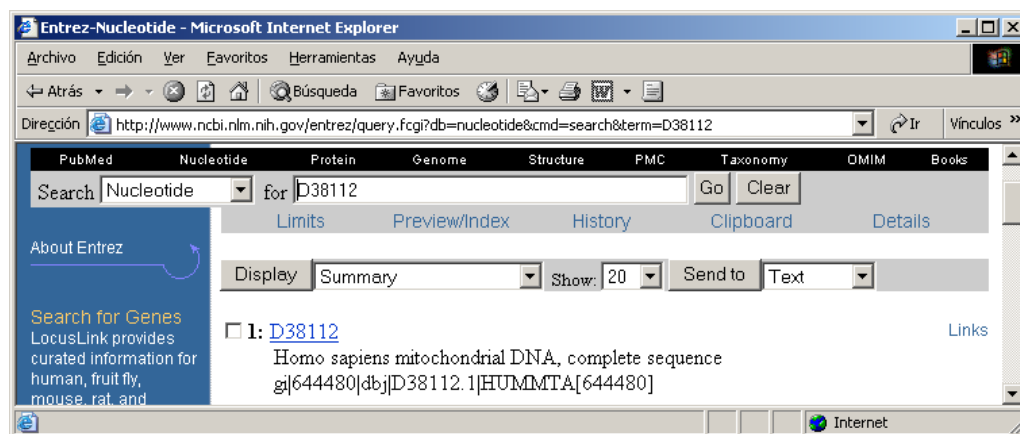 Entrez-Nucleotide - Microsoft Internet Explorer
Archivo Edición Ver Favoritos Herramientas Ayuda
Atrás Búsqueda Favoritos
Dirección http://www.ncbi.nlm.nih.gov/entrez/query.fcgi?db=nucleotide&cmd=search&term=D38112 Ir Vínculos »
PubMed Nucleotide Protein Genome Structure PMC Taxonomy OMIM Books
Search Nucleotide for D38112 Go Clear
Limits Preview/Index History Clipboard Details
About Entrez
Display Summary Show: 20 Send to Text
Search for Genes
LocusLink provides
curated information for
human, fruit fly,
mouse, rat, and
1: D38112 Links
Homo sapiens mitochondrial DNA, complete sequence
gi|644480|dbj|D38112.1|HUMMTA[644480]
Internet